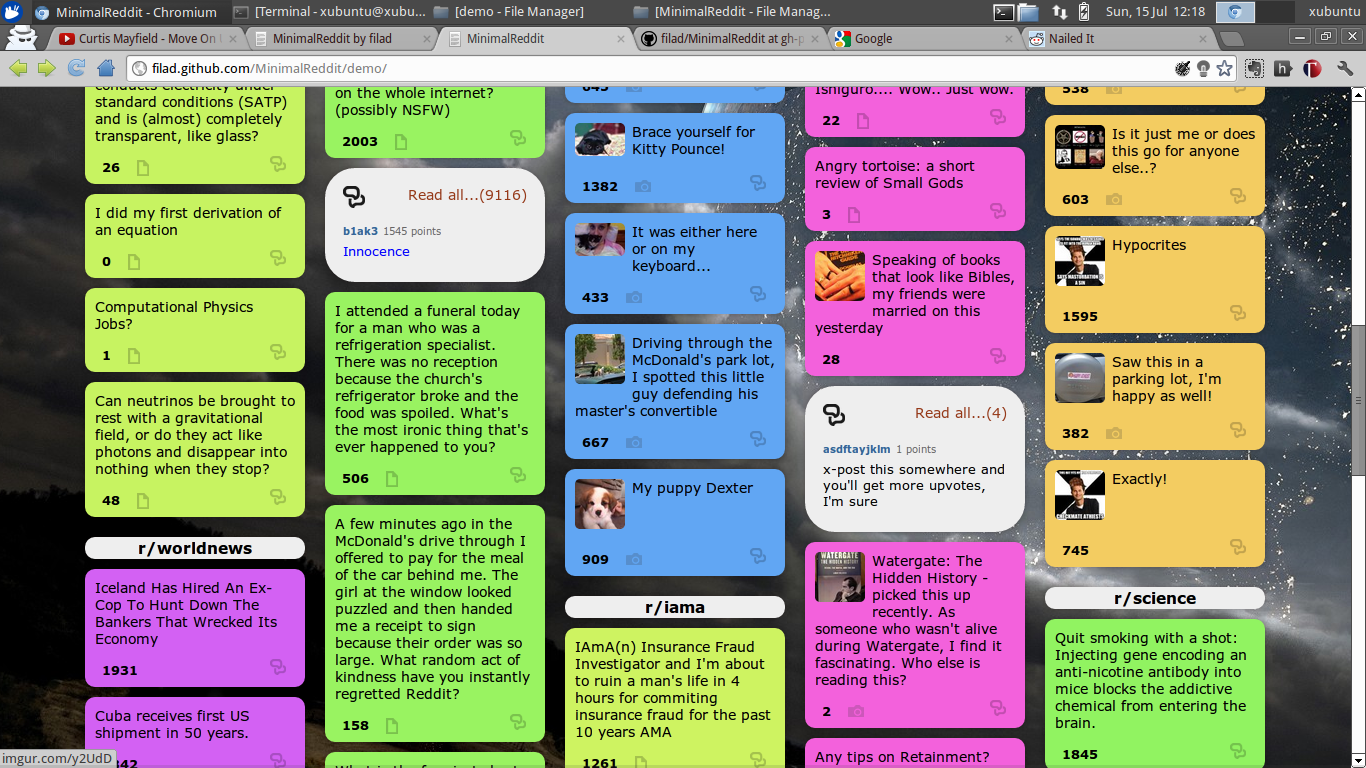 MinimalReddit - Chromium
[Terminal - xubuntu@xubu...
[demo - File Manager]
[MinimalReddit - File Manag...
Sun, 15 Jul 12:18
xubuntu
Curtis Mayfield - Move On
MinimalReddit by filad
MinimalReddit
filad/MinimalReddit at gh-p
Google
Nailed It
filad.github.com/MinimalReddit/demo/
conducts electricity under
standard conditions (SATP)
and is (almost) completely
transparent, like glass?
26
I did my first derivation of
an equation
0
Computational Physics
Jobs?
1
Can neutrinos be brought to
rest with a gravitational
field, or do they act like
photons and disappear into
nothing when they stop?
48
r/worldnews
Iceland Has Hired An Ex-
Cop To Hunt Down The
Bankers That Wrecked Its
Economy
1931
Cuba receives first US
shipment in 50 years.
imgur.com/y2UdD
on the whole internet?
(possibly NSFW)
2003
Read all...(9116)
b1ak3 1545 points
Innocence
I attended a funeral today
for a man who was a
refrigeration specialist.
There was no reception
because the church's
refrigerator broke and the
food was spoiled. What's
the most ironic thing that's
ever happened to you?
506
A few minutes ago in the
McDonald's drive through I
offered to pay for the meal
of the car behind me. The
girl at the window looked
puzzled and then handed
me a receipt to sign
because their order was so
large. What random act of
kindness have you instantly
regretted Reddit?
158
Brace yourself for
Kitty Pounce!
1382
It was either here
or on my
keyboard...
433
Driving through the
McDonald's park lot,
I spotted this little
guy defending his
master's convertible
667
My puppy Dexter
909
r/iama
IAmA(n) Insurance Fraud
Investigator and I'm about
to ruin a man's life in 4
hours for commiting
insurance fraud for the past
10 years AMA
1261
Ishiguro.... Wow.. Just wow.
22
Angry tortoise: a short
review of Small Gods
3
Speaking of books
that look like Bibles,
my friends were
married on this
yesterday
28
Read all...(4)
asdftayjklm 1 points
x-post this somewhere and
you'll get more upvotes,
I'm sure
WATERGATE
Watergate: The
Hidden History -
picked this up
recently. As
someone who wasn't alive
during Watergate, I find it
fascinating. Who else is
reading this?
2
Any tips on Retainment?
538
Is it just me or does
this go for anyone
else..?
603
SAYS MASTURBATION IS
A SIN
Hypocrites
1595
Saw this in a
parking lot, I'm
happy as well!
382
CHECKMATE ATHIEST
Exactly!
745
r/science
Quit smoking with a shot:
Injecting gene encoding an
anti-nicotine antibody into
mice blocks the addictive
chemical from entering the
brain.
1845